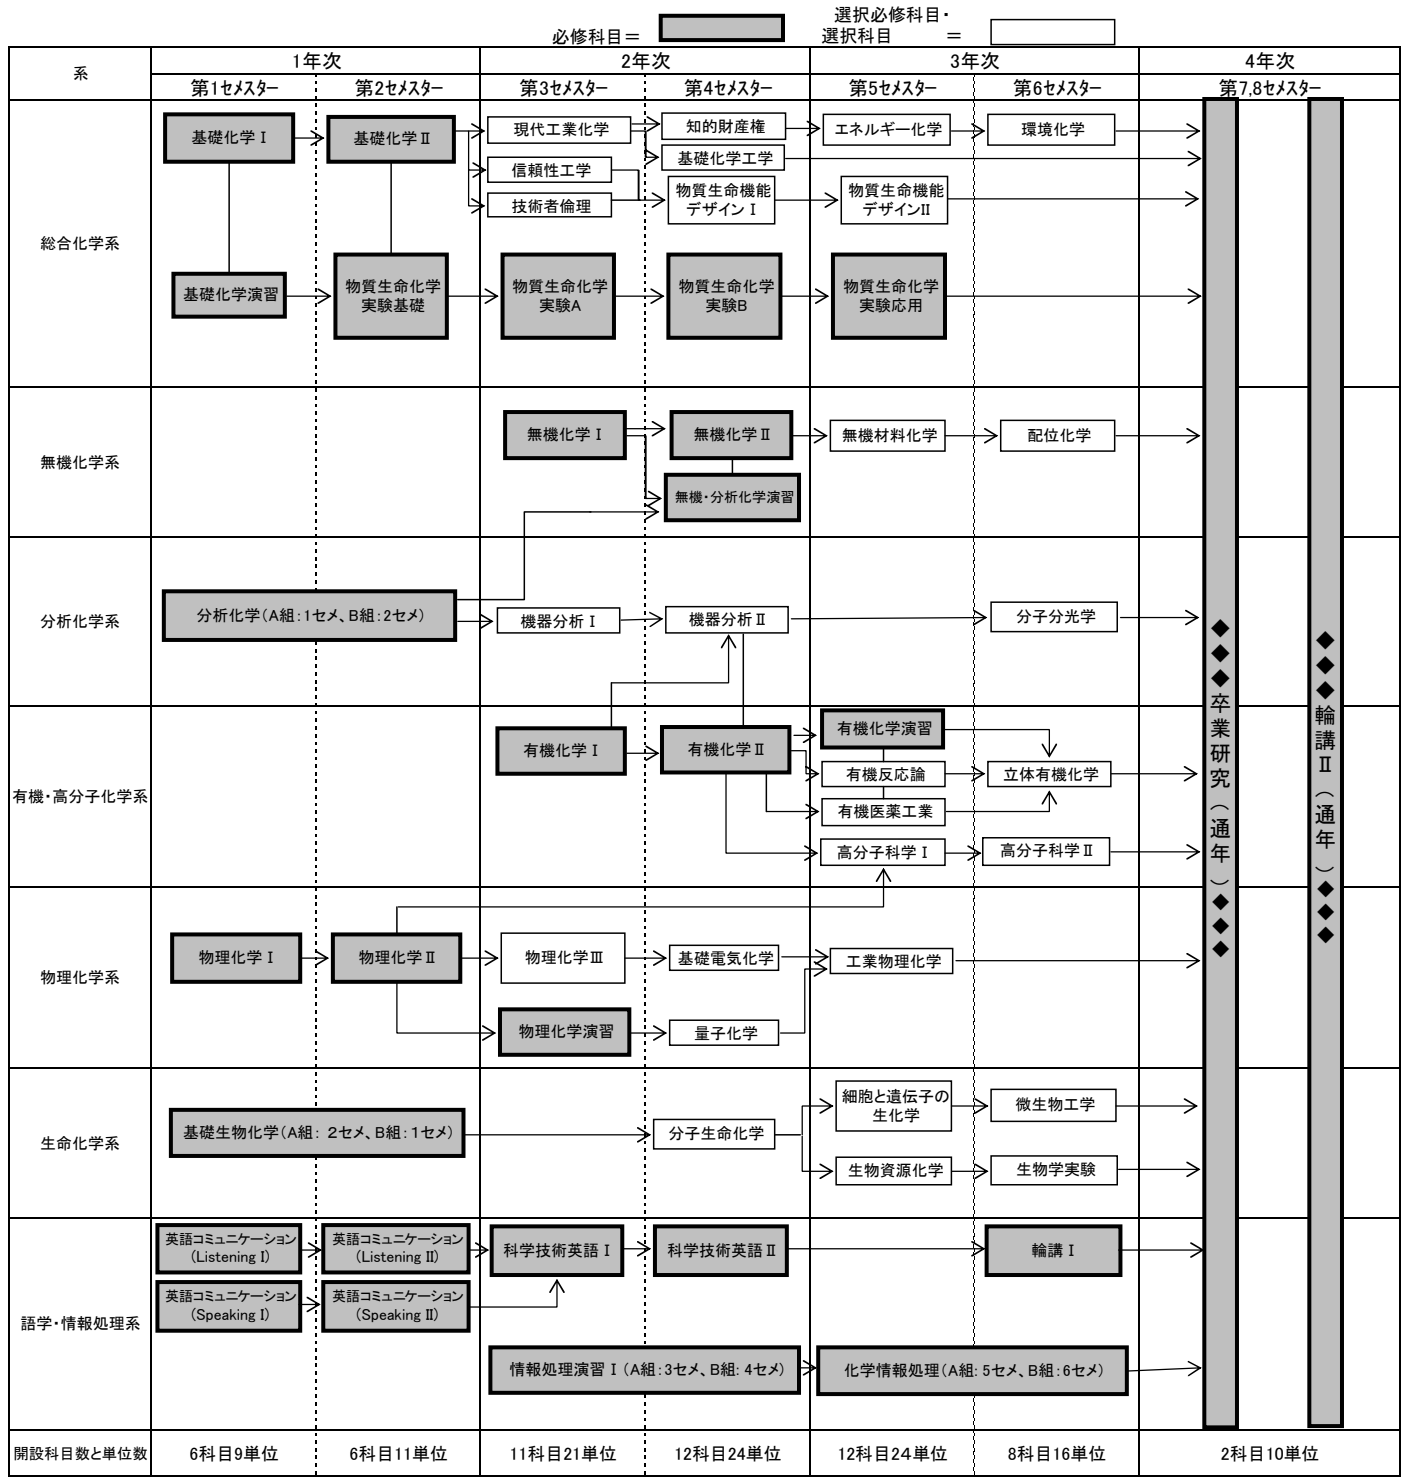 必修科目＝
選択必修科目・
選択科目　　＝
系
1年次
2年次
3年次
4年次
第1セメスター
第2セメスター
第3セメスター
第4セメスター
第5セメスター
第6セメスター
第7,8セメスター
総合化学系
基礎化学Ⅰ
基礎化学Ⅱ
現代工業化学
知的財産権
エネルギー化学
環境化学
基礎化学工学
信頼性工学
技術者倫理
物質生命機能
デザインⅠ
物質生命機能
デザインⅡ
基礎化学演習
物質生命化学
実験基礎
物質生命化学
実験A
物質生命化学
実験B
物質生命化学
実験応用
無機化学系
無機化学Ⅰ
無機化学Ⅱ
無機材料化学
配位化学
無機・分析化学演習
分析化学系
分析化学(A組:1セメ、B組:2セメ)
機器分析Ⅰ
機器分析Ⅱ
分子分光学
有機・高分子化学系
有機化学Ⅰ
有機化学Ⅱ
有機化学演習
有機反応論
立体有機化学
有機医薬工業
高分子科学Ⅰ
高分子科学Ⅱ
物理化学系
物理化学Ⅰ
物理化学Ⅱ
物理化学Ⅲ
基礎電気化学
工業物理化学
物理化学演習
量子化学
生命化学系
基礎生物化学(A組: 2セメ、B組:1セメ)
分子生命化学
細胞と遺伝子の
生化学
微生物工学
生物資源化学
生物学実験
語学・情報処理系
英語コミュニケーション
(Listening Ⅰ)
英語コミュニケーション
(Listening Ⅱ)
科学技術英語Ⅰ
科学技術英語Ⅱ
輪講Ⅰ
英語コミュニケーション
(Speaking Ⅰ)
英語コミュニケーション
(Speaking Ⅱ)
情報処理演習Ⅰ(A組:3セメ、B組: 4セメ)
化学情報処理(A組: 5セメ、B組:6セメ)
◆◆◆卒業研究(通年)◆◆◆
◆◆◆輪講Ⅱ(通年)◆◆◆
開設科目数と単位数
6科目9単位
6科目11単位
11科目21単位
12科目24単位
12科目24単位
8科目16単位
2科目10単位